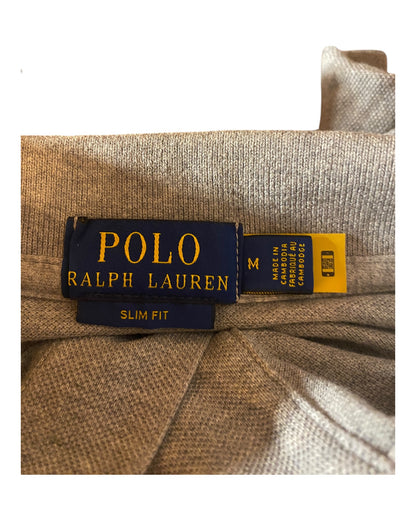 POLO
RALPH LAUREN
SLIM FIT
M
MADE IN
CAMBODIA
FABRIQUÉ AU
CAMBODGE